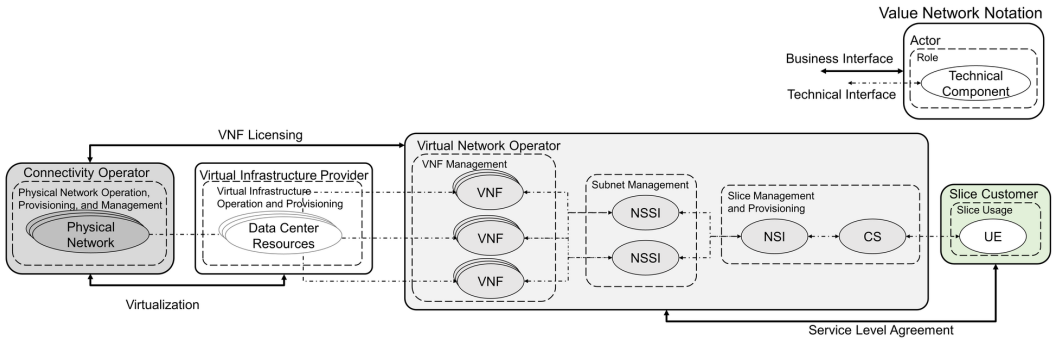 Value Network Notation
Actor
Role
Business Interface
Technical
Component
Technical Interface
VNF Licensing
Virtual Network Operator
VNF Management
Connectivity Operator
Physical Network Operation,
Provisioning, and Management
Physical
Network
Virtual Infrastructure Provider
Virtual Infrastructure
Operation and Provisioning
Data Center
Resources
VNF
VNF
VNF
Subnet Management
NSSI
NSSI
Slice Management
and Provisioning
NSI
CS
Slice Customer
Slice Usage
UE
Virtualization
Service Level Agreement